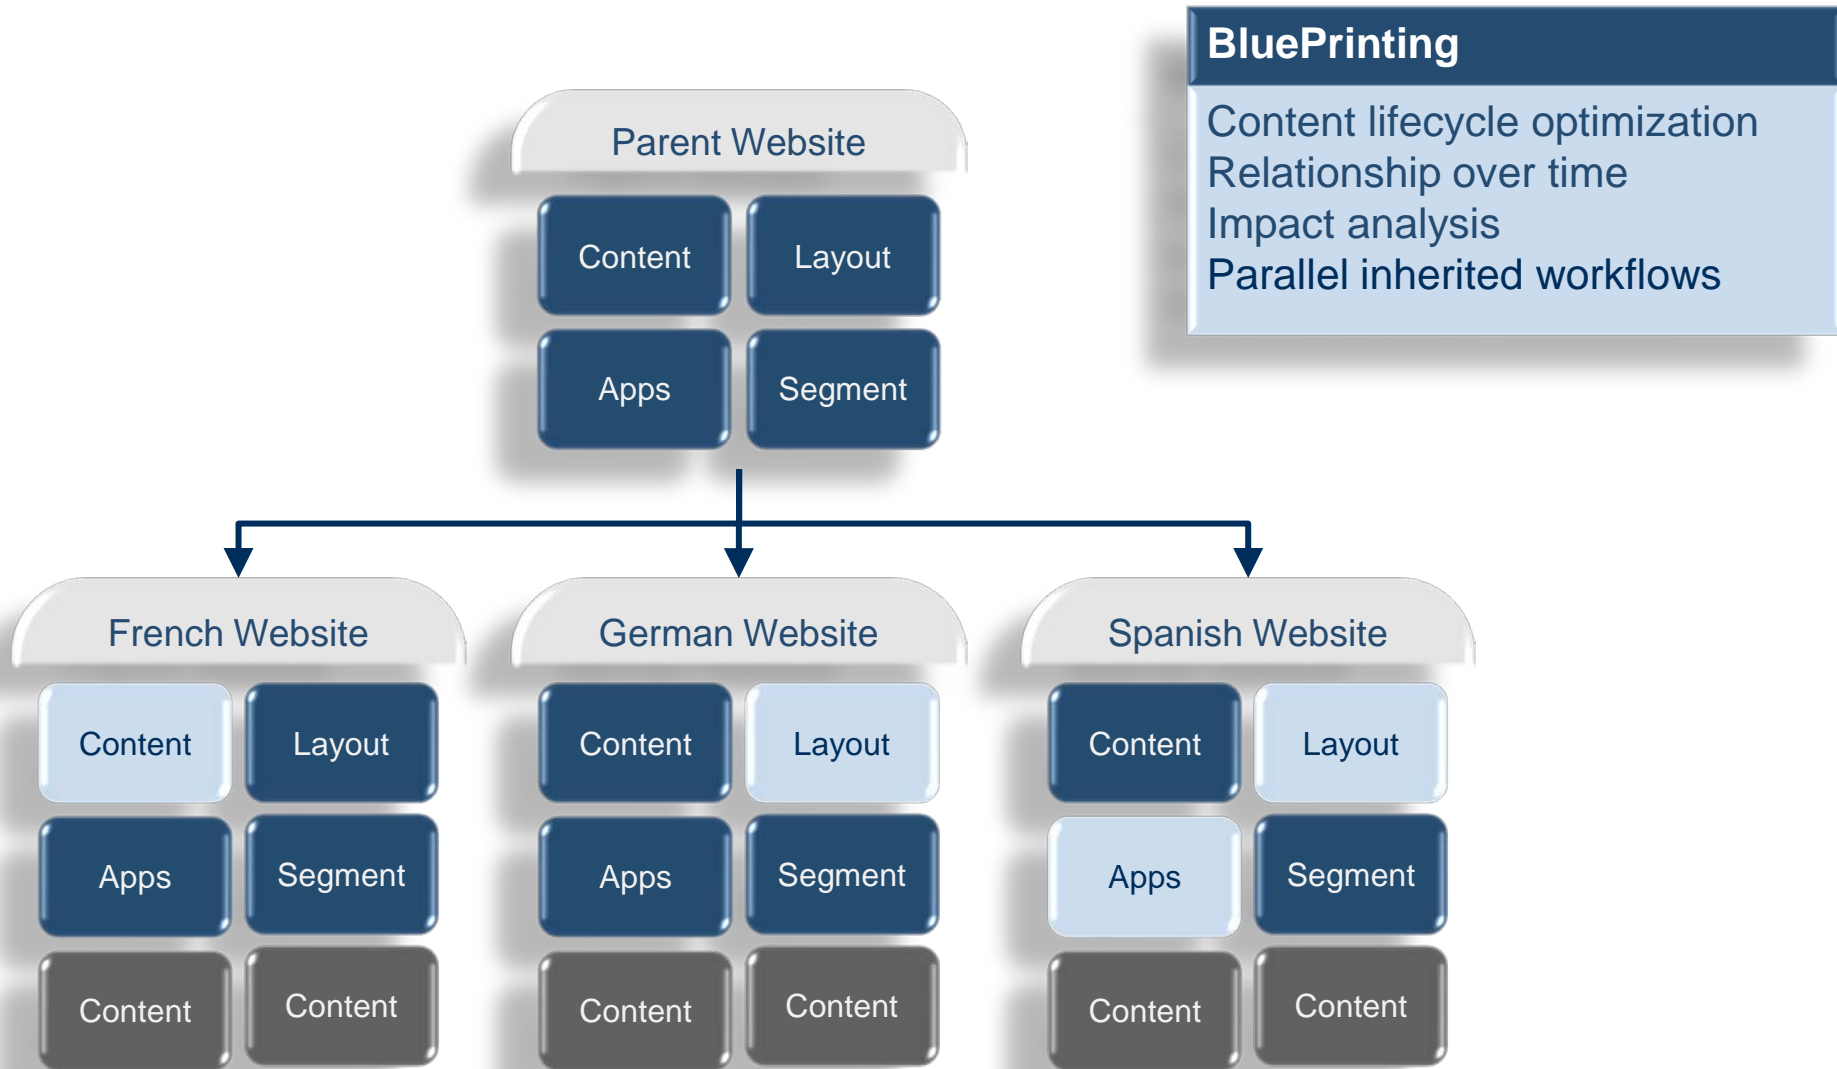 BluePrinting
Content lifecycle optimization
Relationship over time
Impact analysis
Parallel inherited workflows
Parent Website
Content
Layout
Apps
Segment
French Website
Content
Layout
Apps
Segment
Content
Content
German Website
Content
Layout
Apps
Segment
Content
Content
Spanish Website
Content
Layout
Apps
Segment
Content
Content